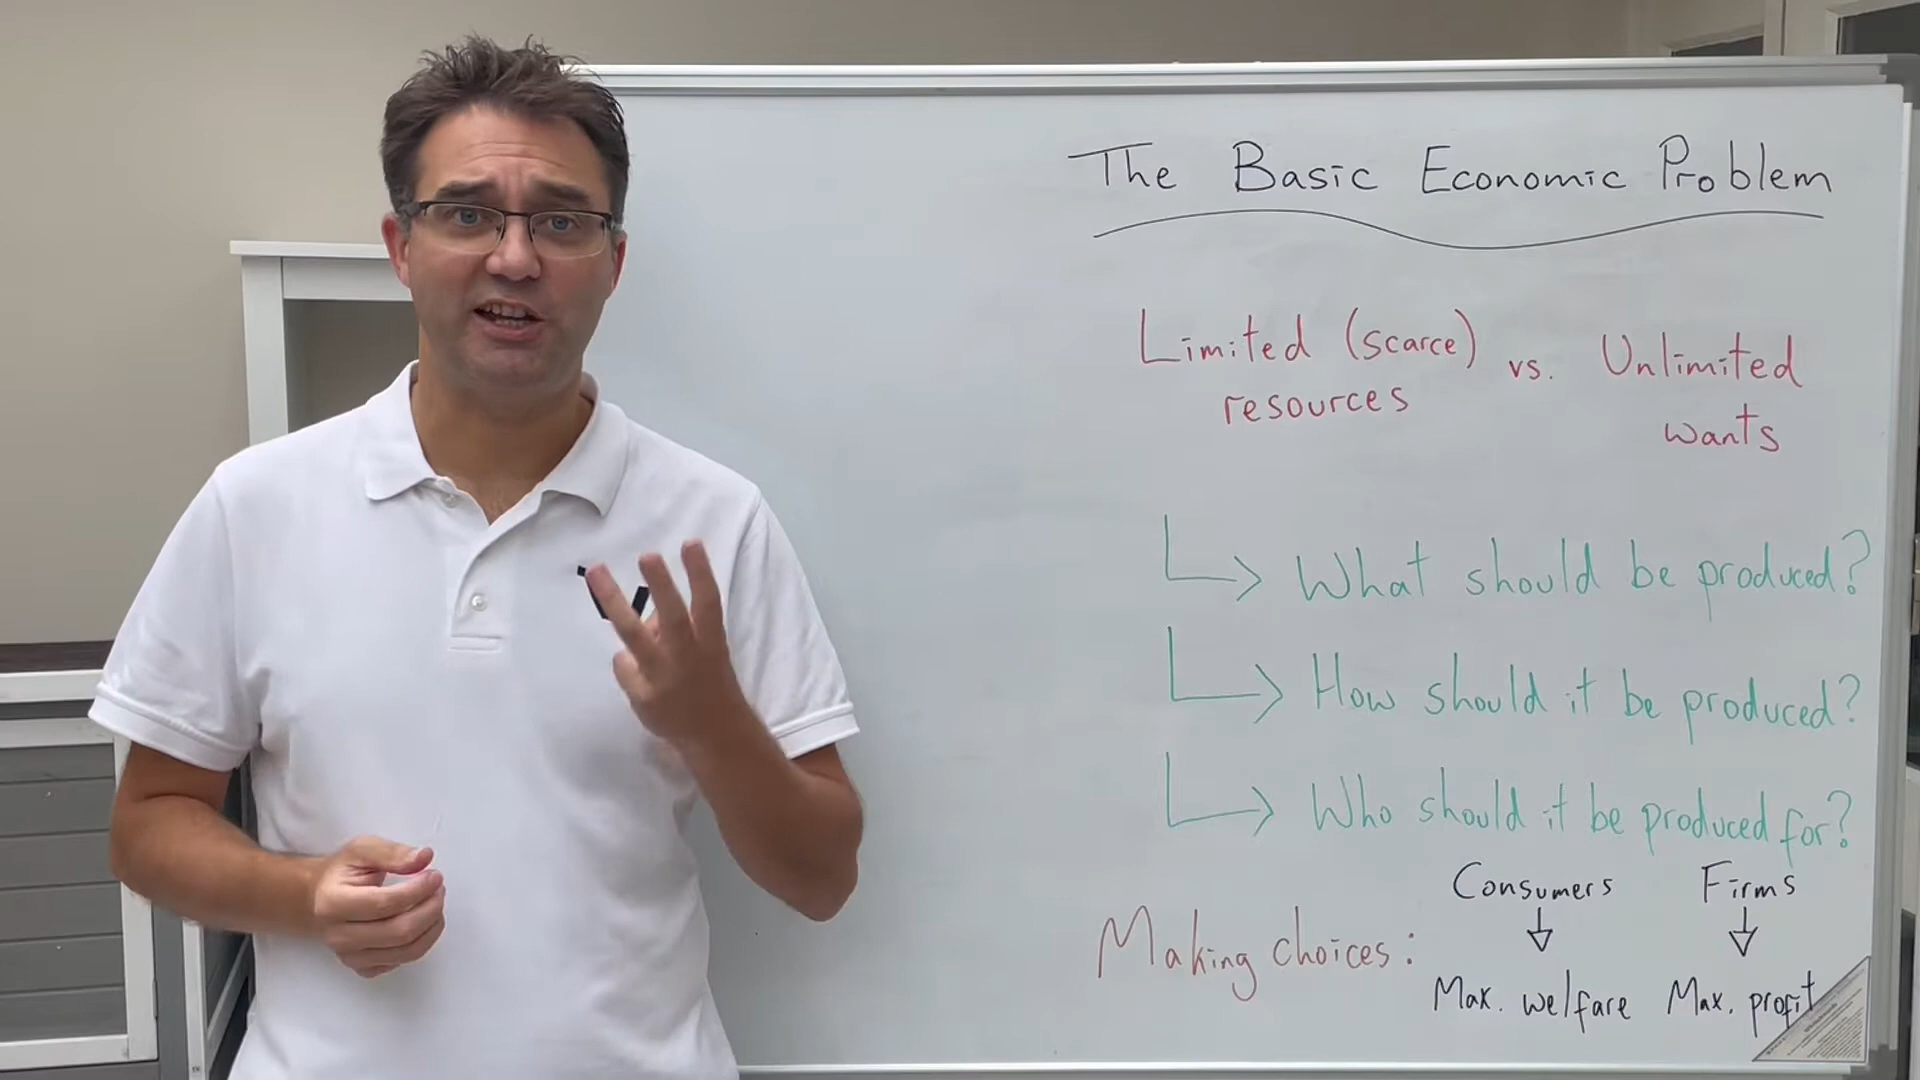 The Basic Economic Problem
Limited (scarce) vs. Unlimited
resources wants
What should be produced?
How should it be produced?
Who should it be produced for?
Consumers Firms
Making choices:
Max. welfare Max. profit